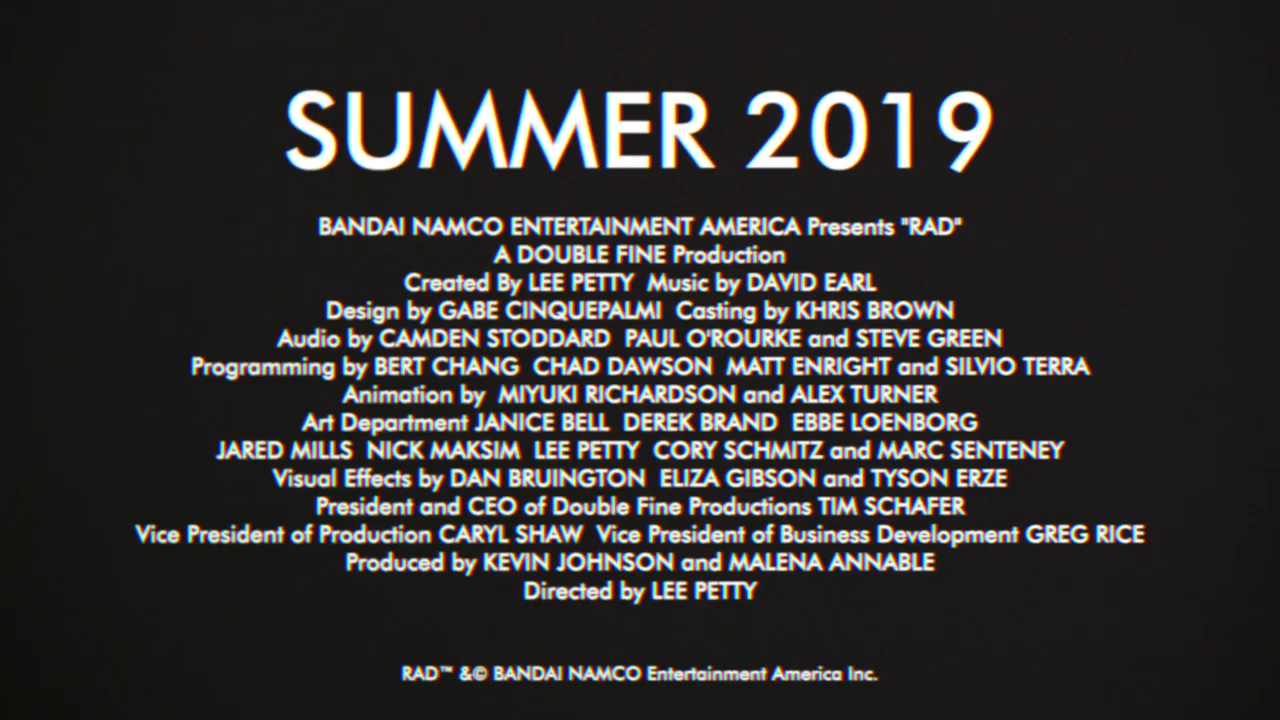 SUMMER 2019
BANDAI NAMCO ENTERTAINMENT AMERICA Presents "RAD"
A DOUBLE FINE Production
Created By LEE PETTY  Music by DAVID EARL
Design by GABE CINQUEPALMI  Casting by KHRIS BROWN
Audio by CAMDEN STODDARD  PAUL O'ROURKE and STEVE GREEN
Programming by BERT CHANG  CHAD DAWSON  MATT ENRIGHT and SILVIO TERRA
Animation by  MIYUKI RICHARDSON and ALEX TURNER
Art Department JANICE BELL  DEREK BRAND  EBBE LOENBORG
JARED MILLS  NICK MAKSIM  LEE PETTY  CORY SCHMITZ and MARC SENTENEY
Visual Effects by DAN BRUINGTON  ELIZA GIBSON and TYSON ERZE
President and CEO of Double Fine Productions TIM SCHAFER
Vice President of Production CARYL SHAW  Vice President of Business Development GREG RICE
Produced by KEVIN JOHNSON and MALENA ANNABLE
Directed by LEE PETTY
RAD™ &© BANDAI NAMCO Entertainment America Inc.